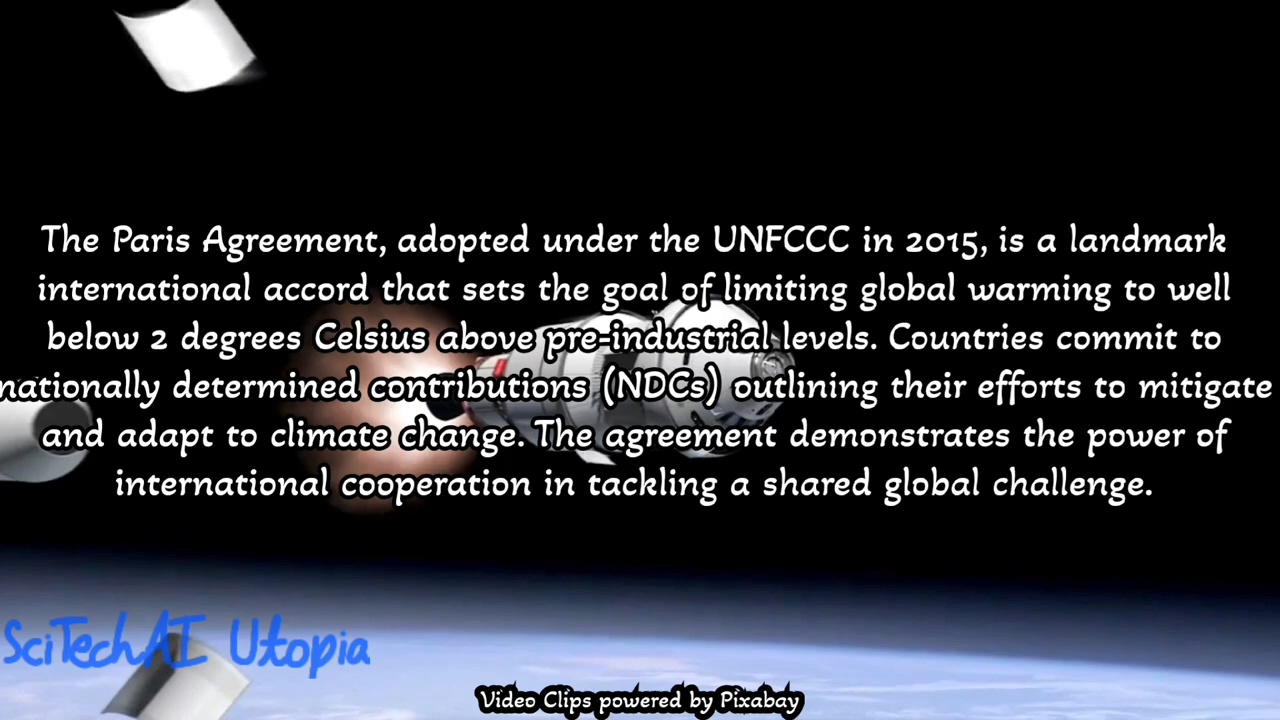 The Paris Agreement, adopted under the UNFCCC in 2015, is a landmark
international accord that sets the goal of limiting global warming to well
below 2 degrees Celsius above pre-industrial levels. Countries commit to
nationally determined contributions (NDCs) outlining their efforts to mitigate
and adapt to climate change. The agreement demonstrates the power of
international cooperation in tackling a shared global challenge.
SciTechAI Utopia
Video Clips powered by Pixabay